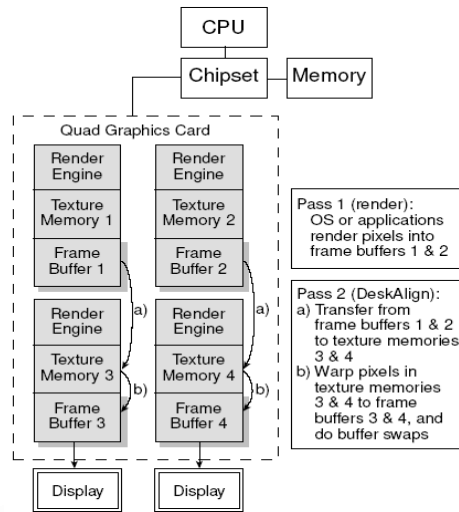 CPU
Chipset
Memory
Quad Graphics Card
Render
Engine
Texture
Memory 1
Frame
Buffer 1
Render
Engine
Texture
Memory 2
Frame
Buffer 2
a)
a)
Render
Engine
Texture
Memory 3
Frame
Buffer 3
b)
Render
Engine
Texture
Memory 4
Frame
Buffer 4
b)
Display
Display
Pass 1 (render):
OS or applications
render pixels into
frame buffers 1 & 2
Pass 2 (DeskAlign):
a) Transfer from
frame buffers 1 & 2
to texture memories
3 & 4
b) Warp pixels in
texture memories
3 & 4 to frame
buffers 3 & 4, and
do buffer swaps